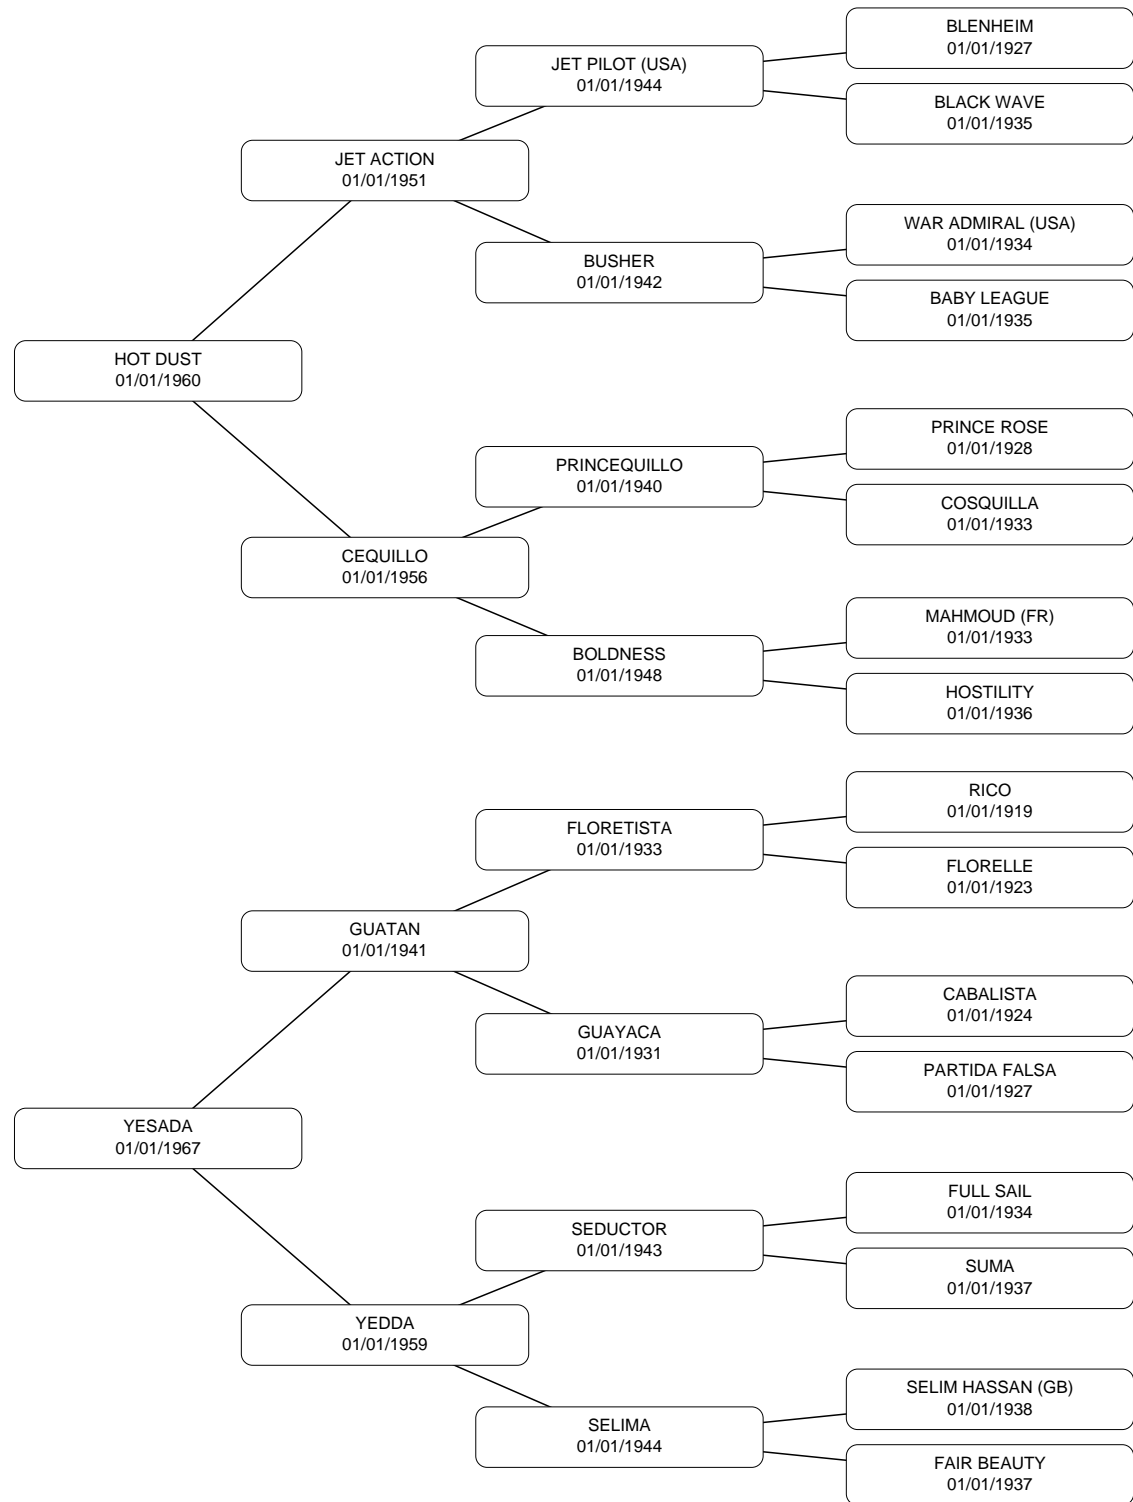 BLENHEIM
01/01/1927
JET PILOT (USA)
01/01/1944
BLACK WAVE
01/01/1935
JET ACTION
01/01/1951
WAR ADMIRAL (USA)
01/01/1934
BUSHER
01/01/1942
BABY LEAGUE
01/01/1935
HOT DUST
01/01/1960
PRINCE ROSE
01/01/1928
PRINCEQUILLO
01/01/1940
COSQUILLA
01/01/1933
CEQUILLO
01/01/1956
MAHMOUD (FR)
01/01/1933
BOLDNESS
01/01/1948
HOSTILITY
01/01/1936
RICO
01/01/1919
FLORETISTA
01/01/1933
FLORELLE
01/01/1923
GUATAN
01/01/1941
CABALISTA
01/01/1924
GUAYACA
01/01/1931
PARTIDA FALSA
01/01/1927
YESADA
01/01/1967
FULL SAIL
01/01/1934
SEDUCTOR
01/01/1943
SUMA
01/01/1937
YEDDA
01/01/1959
SELIM HASSAN (GB)
01/01/1938
SELIMA
01/01/1944
FAIR BEAUTY
01/01/1937